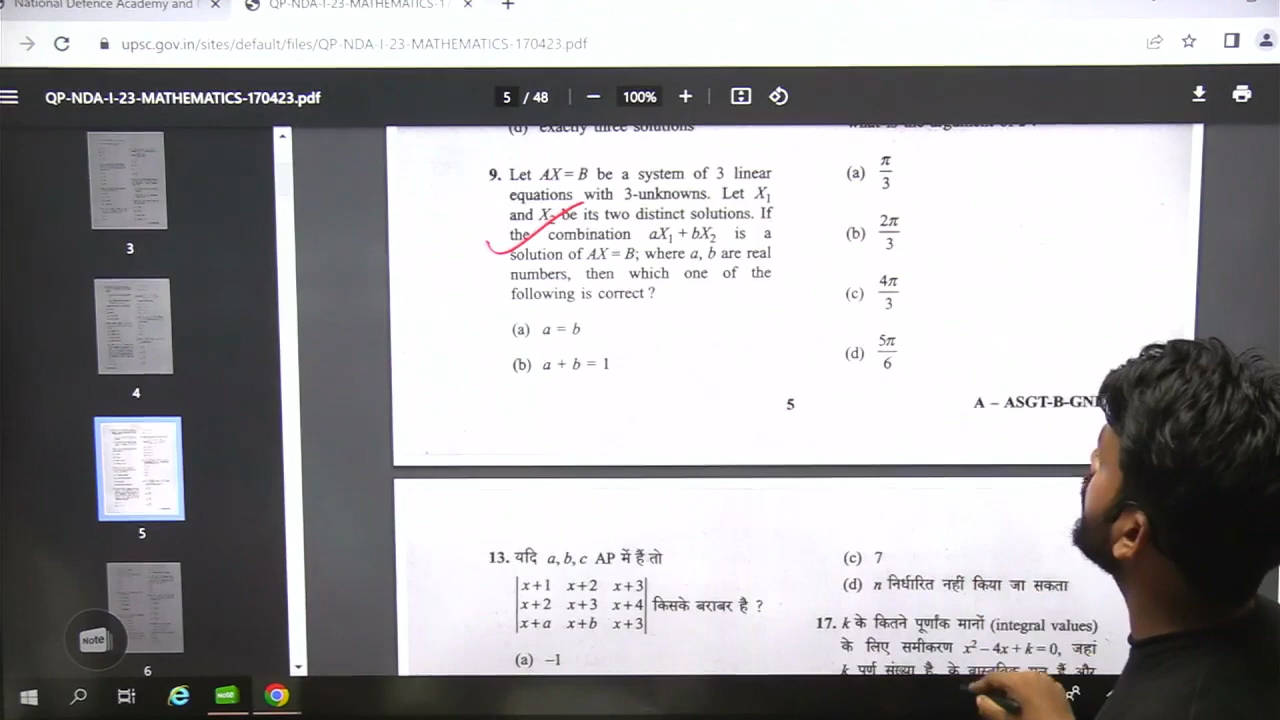 National Defence Academy and
QP-NDA-I-23-MATHEMATICS-1
upsc.gov.in/sites/default/files/QP-NDA-I-23-MATHEMATICS-170423.pdf
QP-NDA-I-23-MATHEMATICS-170423.pdf
5 / 48
100%
3
4
5
6
(d) exactly three solutions
9. Let AX = B be a system of 3 linear
equations with 3-unknowns. Let X₁
and X₂ be its two distinct solutions. If
the combination aX₁ + bX₂ is a
solution of AX = B; where a, b are real
numbers, then which one of the
following is correct ?
(a) a = b
(b) a + b = 1
(a) π/3
(b) 2π/3
(c) 4π/3
(d) 5π/6
5
A – ASGT-B-GN
13. यदि a, b, c AP में हैं तो
|x+1 x+2 x+3|
|x+2 x+3 x+4| किसके बराबर है ?
|x+a x+b x+3|
(a) −1
(c) 7
(d) n निर्धारित नहीं किया जा सकता
17. k के कितने पूर्णांक मानों (integral values)
के लिए समीकरण x² − 4x + k = 0, जहां
k पूर्ण संख्या है, के वास्तविक मूल हैं और
Note
Note